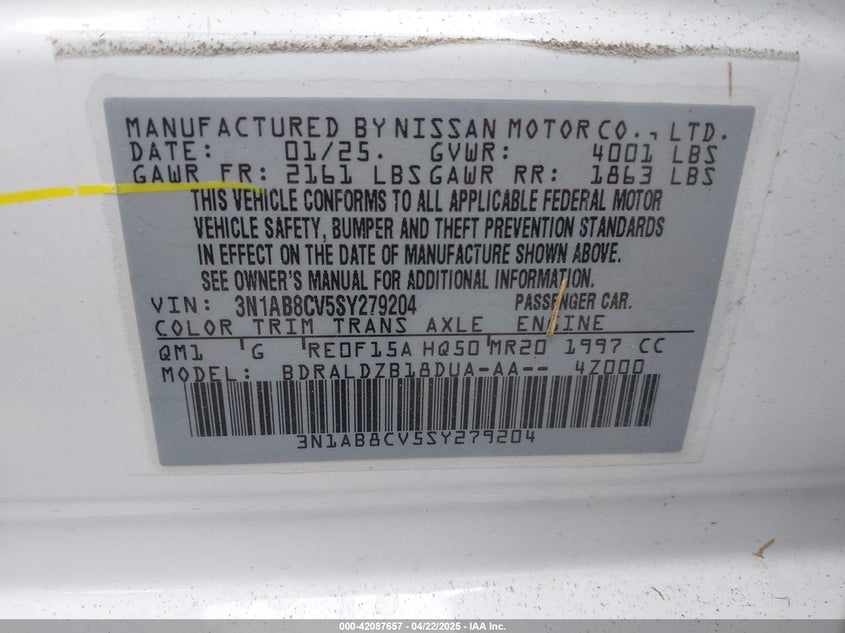 MANUFACTURED BY NISSAN MOTOR CO., LTD.
DATE: 01/25. GVWR: 4001 LBS
GAWR FR: 2161 LBS GAWR RR: 1863 LBS
THIS VEHICLE CONFORMS TO ALL APPLICABLE FEDERAL MOTOR
VEHICLE SAFETY, BUMPER AND THEFT PREVENTION STANDARDS
IN EFFECT ON THE DATE OF MANUFACTURE SHOWN ABOVE.
SEE OWNER'S MANUAL FOR ADDITIONAL INFORMATION.
VIN: 3N1AB8CV5SY279204 PASSENGER CAR.
COLOR TRIM TRANS AXLE ENGINE
QM1 G RE0F15A HQ50 MR20 1997 CC
MODEL: BDRALDZB18DUA-AA-- 4Z000
3N1AB8CV5SY279204
000-42087657 - 04/22/2025 - IAA Inc.